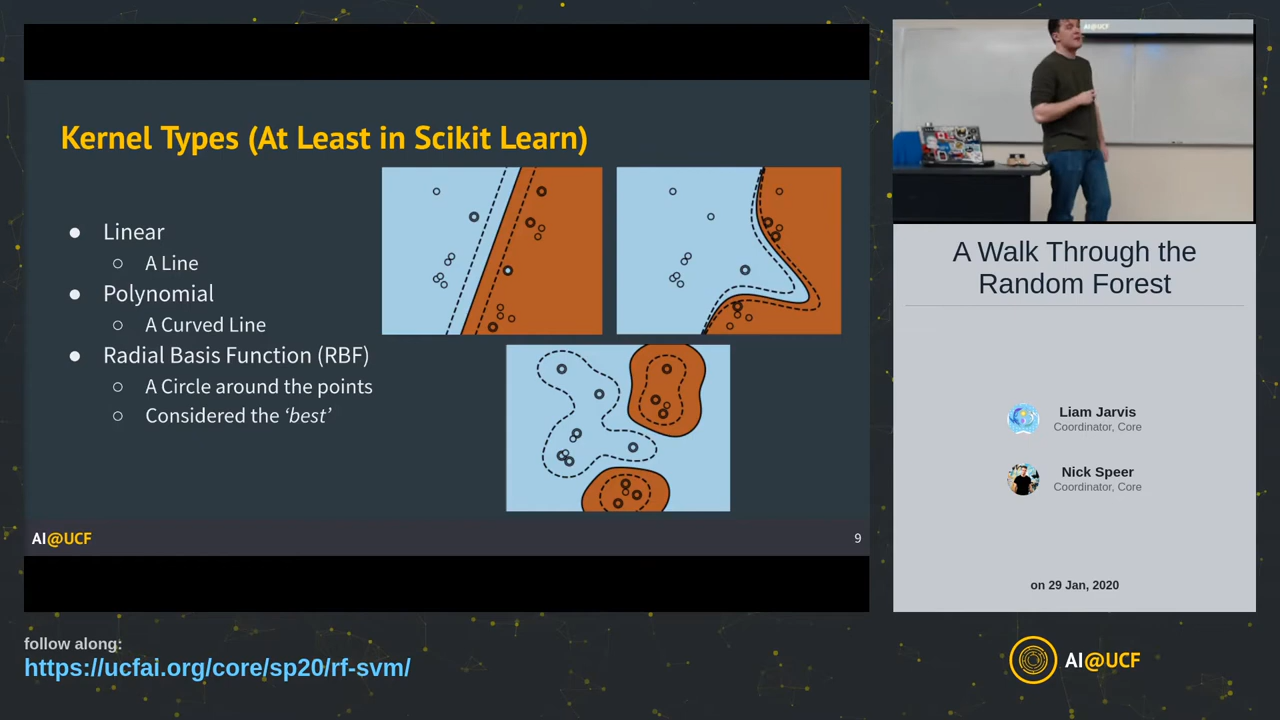 Kernel Types (At Least in Scikit Learn)
● Linear
○ A Line
● Polynomial
○ A Curved Line
● Radial Basis Function (RBF)
○ A Circle around the points
○ Considered the ‘best’
AI@UCF
9
AI@UCF
A Walk Through the
Random Forest
Liam Jarvis
Coordinator, Core
Nick Speer
Coordinator, Core
on 29 Jan, 2020
follow along:
https://ucfai.org/core/sp20/rf-svm/
AI@UCF